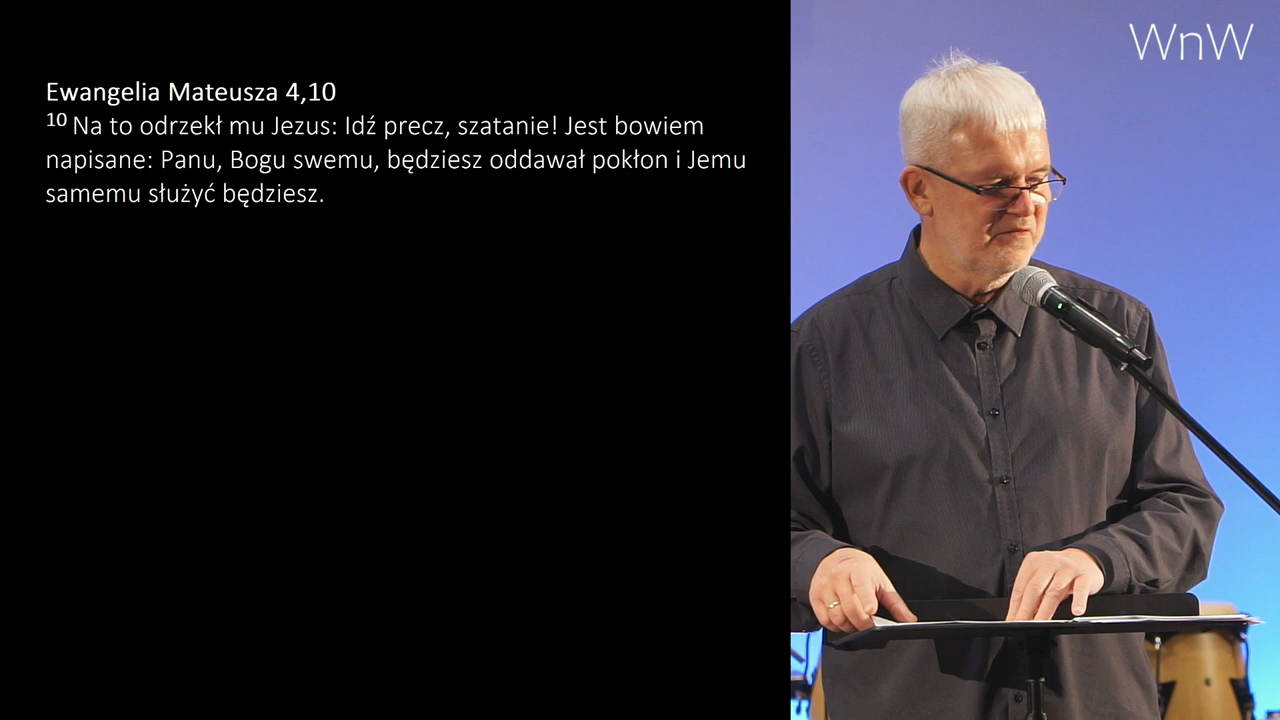 WnW
Ewangelia Mateusza 4,10
10 Na to odrzekł mu Jezus: Idź precz, szatanie! Jest bowiem
napisane: Panu, Bogu swemu, będziesz oddawał pokłon i Jemu
samemu służyć będziesz.